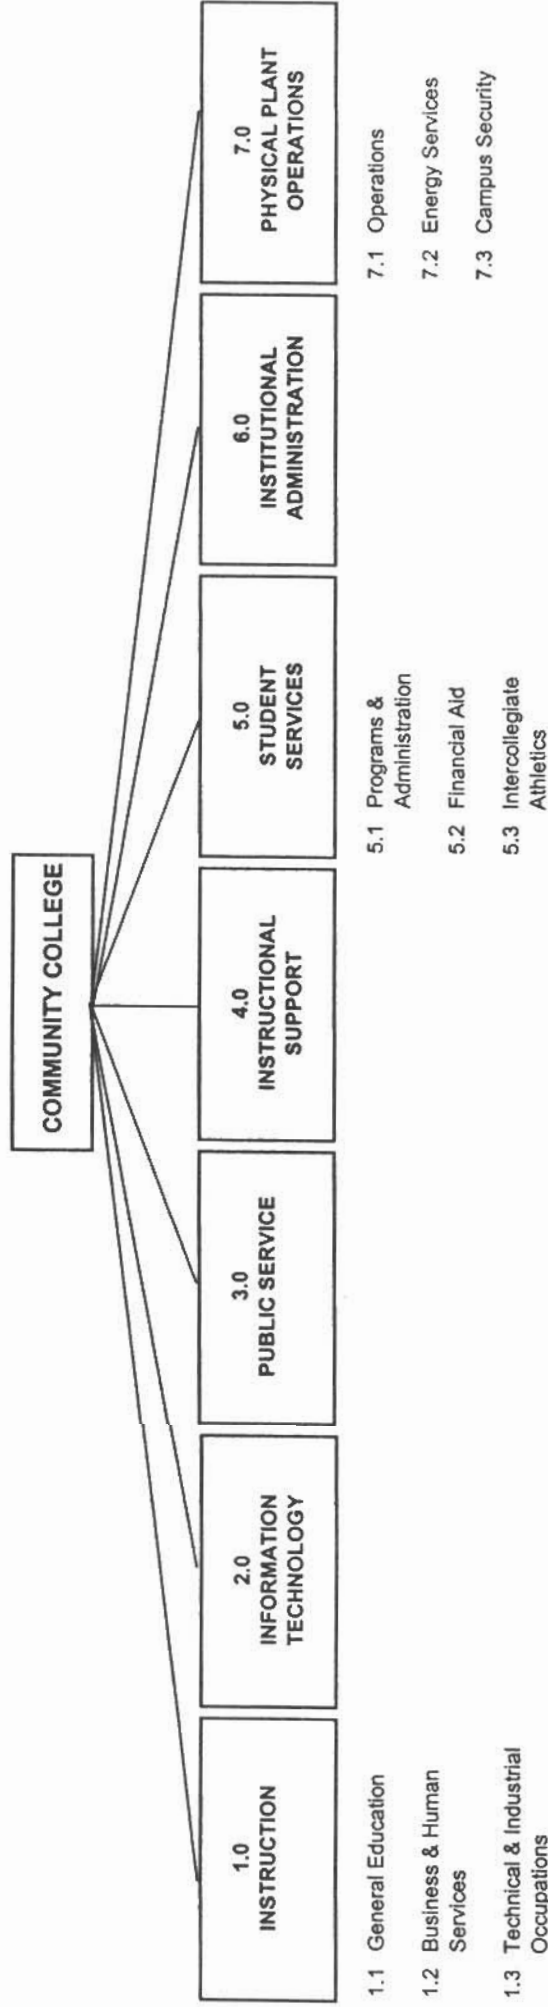 COMMUNITY COLLEGE
1.0
INSTRUCTION
2.0
INFORMATION
TECHNOLOGY
3.0
PUBLIC SERVICE
4.0
INSTRUCTIONAL
SUPPORT
5.0
STUDENT
SERVICES
6.0
INSTITUTIONAL
ADMINISTRATION
7.0
PHYSICAL PLANT
OPERATIONS
1.1 General Education
1.2 Business & Human
Services
1.3 Technical & Industrial
Occupations
5.1 Programs &
Administration
5.2 Financial Aid
5.3 Intercollegiate
Athletics
7.1 Operations
7.2 Energy Services
7.3 Campus Security